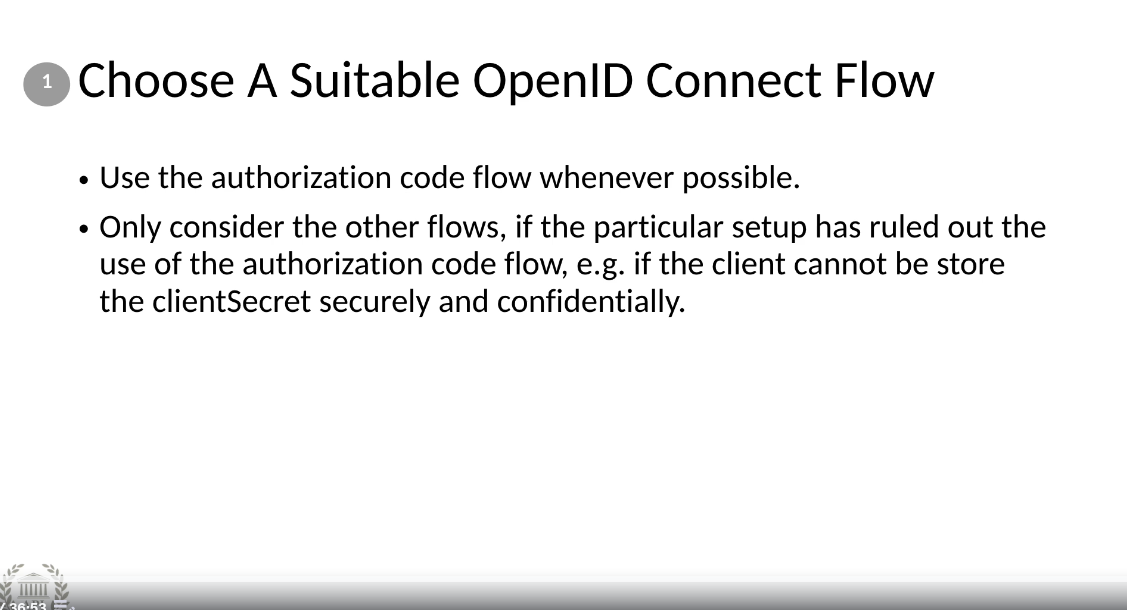 1 Choose A Suitable OpenID Connect Flow
• Use the authorization code flow whenever possible.
• Only consider the other flows, if the particular setup has ruled out the
use of the authorization code flow, e.g. if the client cannot be store
the clientSecret securely and confidentially.
/ 36:53